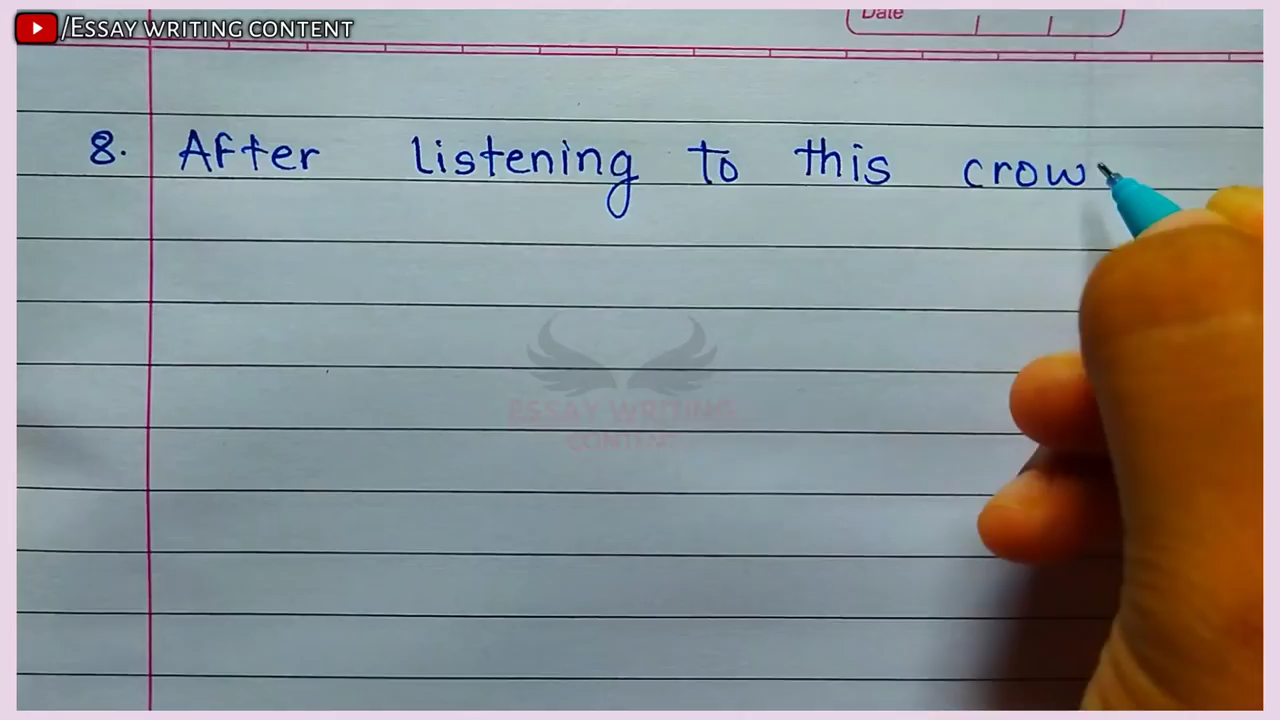 /ESSAY WRITING CONTENT
Date
8. After listening to this crow
ESSAY WRITING
CONTENT